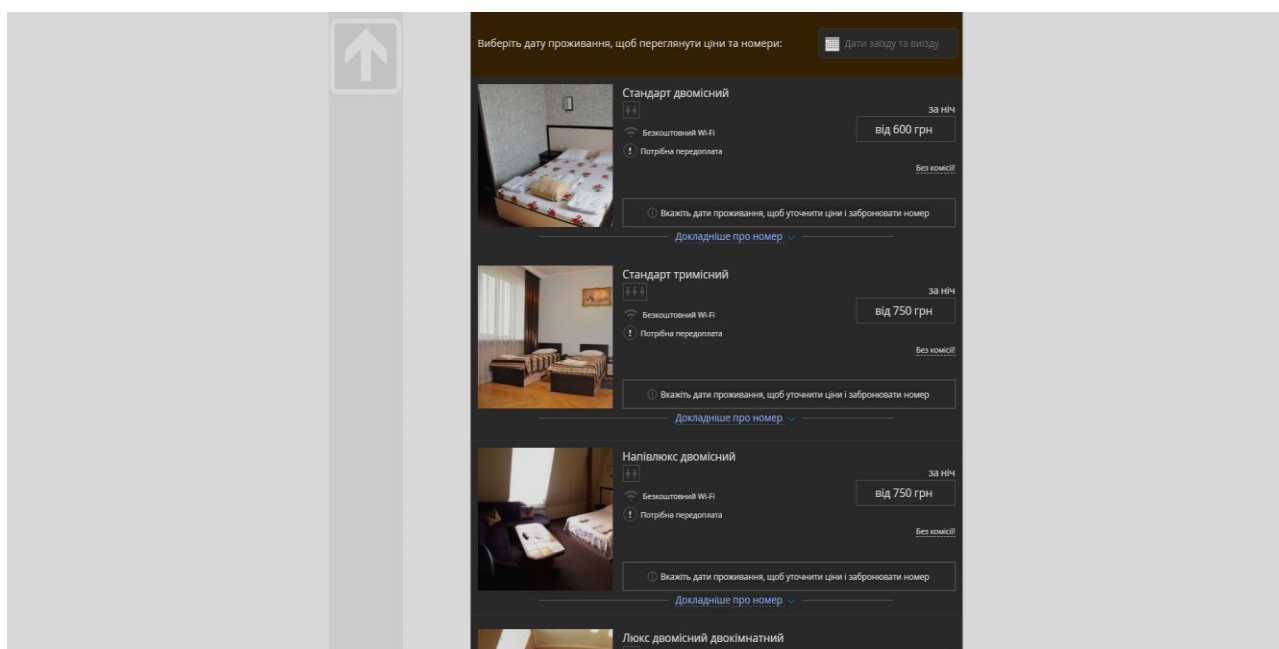 Виберіть дату проживання, щоб переглянути ціни та номери:
Дати заїзду та виїзду
Стандарт двомісний
за ніч
Безкоштовний Wi-Fi
від 600 грн
Потрібна передоплата
Без комісії!
Вкажіть дати проживання, щоб уточнити ціни і забронювати номер
Докладніше про номер
Стандарт тримісний
за ніч
Безкоштовний Wi-Fi
від 750 грн
Потрібна передоплата
Без комісії!
Вкажіть дати проживання, щоб уточнити ціни і забронювати номер
Докладніше про номер
Напівлюкс двомісний
за ніч
Безкоштовний Wi-Fi
від 750 грн
Потрібна передоплата
Без комісії!
Вкажіть дати проживання, щоб уточнити ціни і забронювати номер
Докладніше про номер
Люкс двомісний двокімнатний